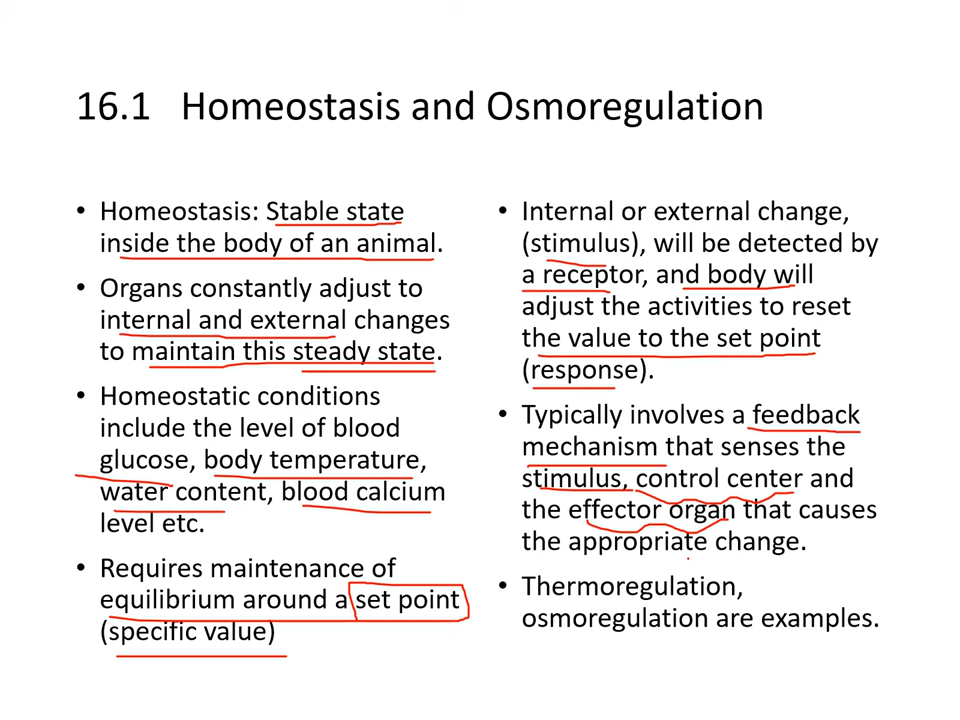 16.1 Homeostasis and Osmoregulation
• Homeostasis: Stable state
inside the body of an animal.
• Organs constantly adjust to
internal and external changes
to maintain this steady state.
• Homeostatic conditions
include the level of blood
glucose, body temperature,
water content, blood calcium
level etc.
• Requires maintenance of
equilibrium around a set point
(specific value)
• Internal or external change,
(stimulus), will be detected by
a receptor, and body will
adjust the activities to reset
the value to the set point
(response).
• Typically involves a feedback
mechanism that senses the
stimulus, control center and
the effector organ that causes
the appropriate change.
• Thermoregulation,
osmoregulation are examples.